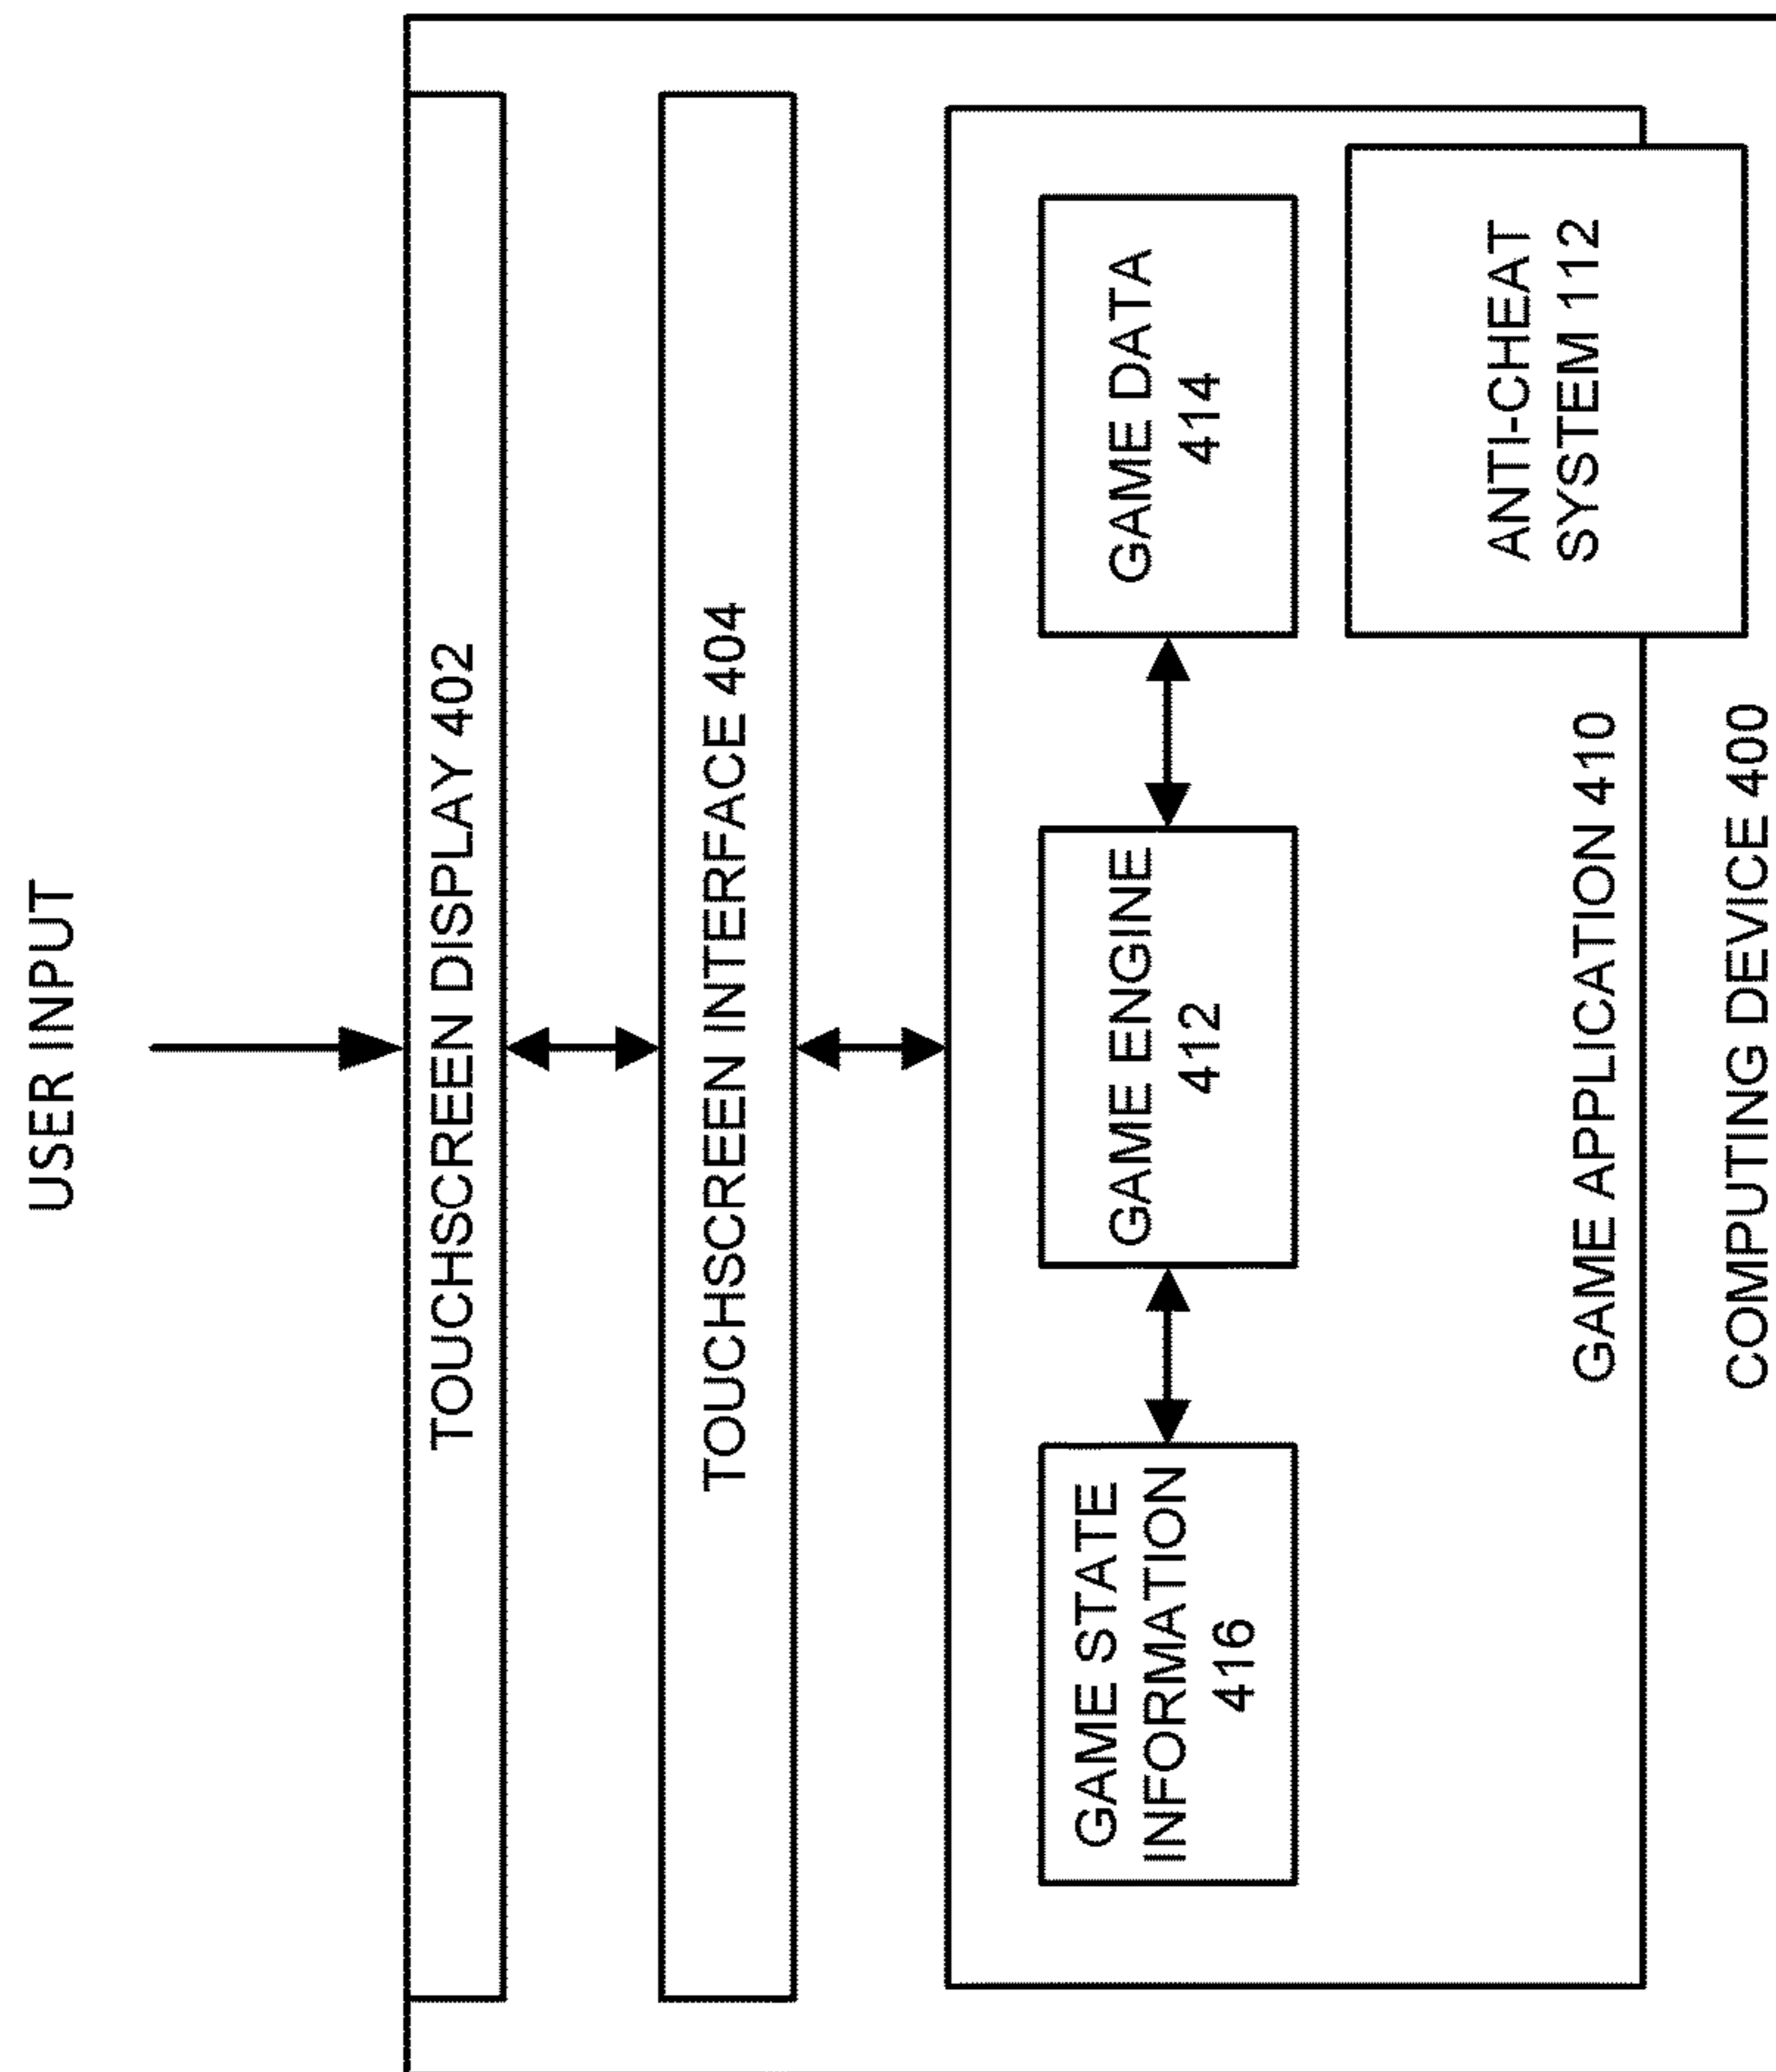 USER INPUT
TOUCHSCREEN DISPLAY 402
TOUCHSCREEN INTERFACE 404
GAME STATE
INFORMATION
416
GAME ENGINE
412
GAME DATA
414
ANTI-CHEAT
SYSTEM 112
GAME APPLICATION 410
COMPUTING DEVICE 400